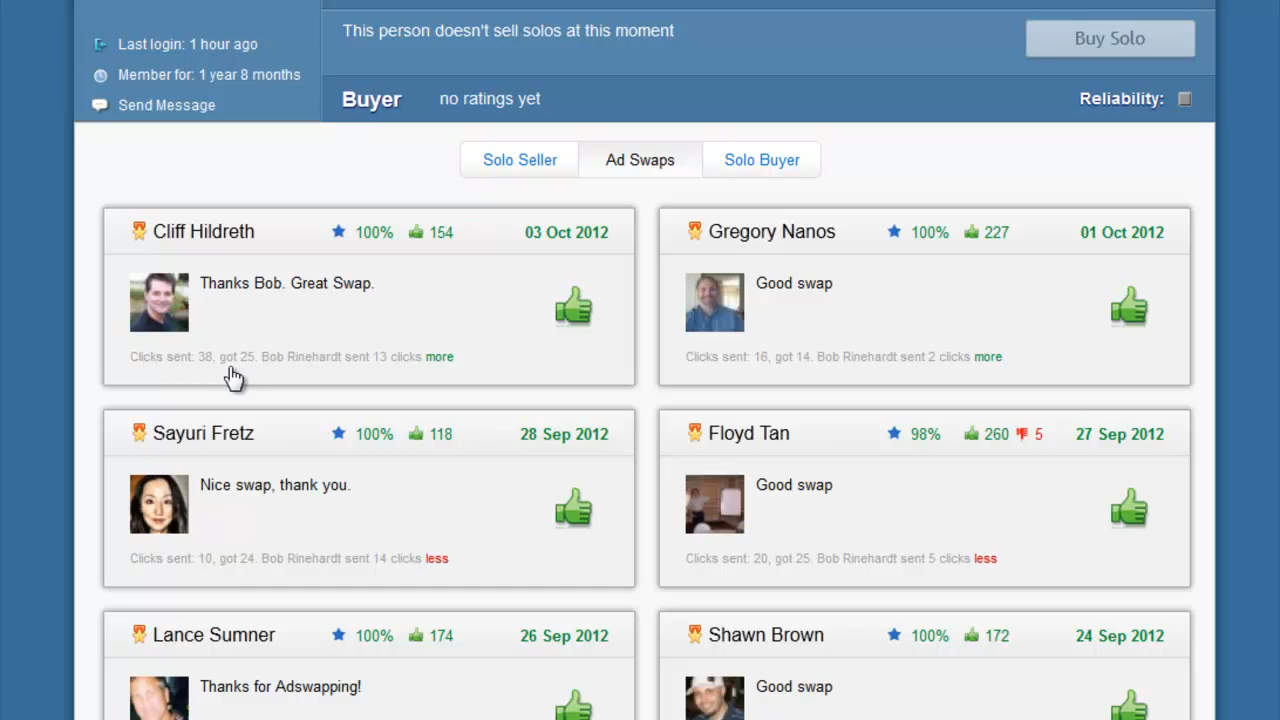 This person doesn't sell solos at this moment
Buy Solo
Last login: 1 hour ago
Member for: 1 year 8 months
Send Message
Buyer no ratings yet Reliability:
Solo Seller Ad Swaps Solo Buyer
Cliff Hildreth 100% 154 03 Oct 2012
Thanks Bob. Great Swap.
Clicks sent: 38, got 25. Bob Rinehardt sent 13 clicks more
Gregory Nanos 100% 227 01 Oct 2012
Good swap
Clicks sent: 16, got 14. Bob Rinehardt sent 2 clicks more
Sayuri Fretz 100% 118 28 Sep 2012
Nice swap, thank you.
Clicks sent: 10, got 24. Bob Rinehardt sent 14 clicks less
Floyd Tan 98% 260 5 27 Sep 2012
Good swap
Clicks sent: 20, got 25. Bob Rinehardt sent 5 clicks less
Lance Sumner 100% 174 26 Sep 2012
Thanks for Adswapping!
Shawn Brown 100% 172 24 Sep 2012
Good swap